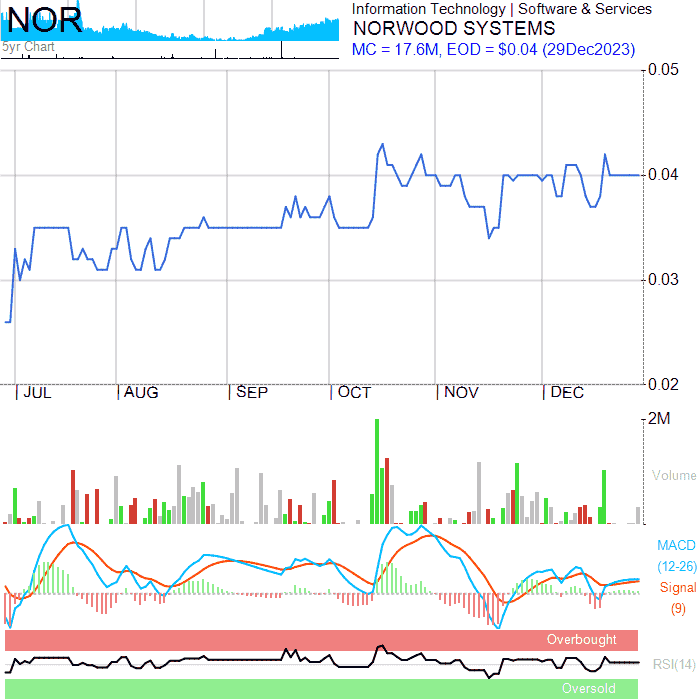 NOR
5yr Chart
Information Technology | Software & Services
NORWOOD SYSTEMS
MC = 17.6M, EOD = $0.04 (29Dec2023)
0.05
0.04
0.03
0.02
JUL AUG SEP OCT NOV DEC
2M
Volume
MACD
(12-26)
Signal
(9)
Overbought
RSI(14)
Oversold